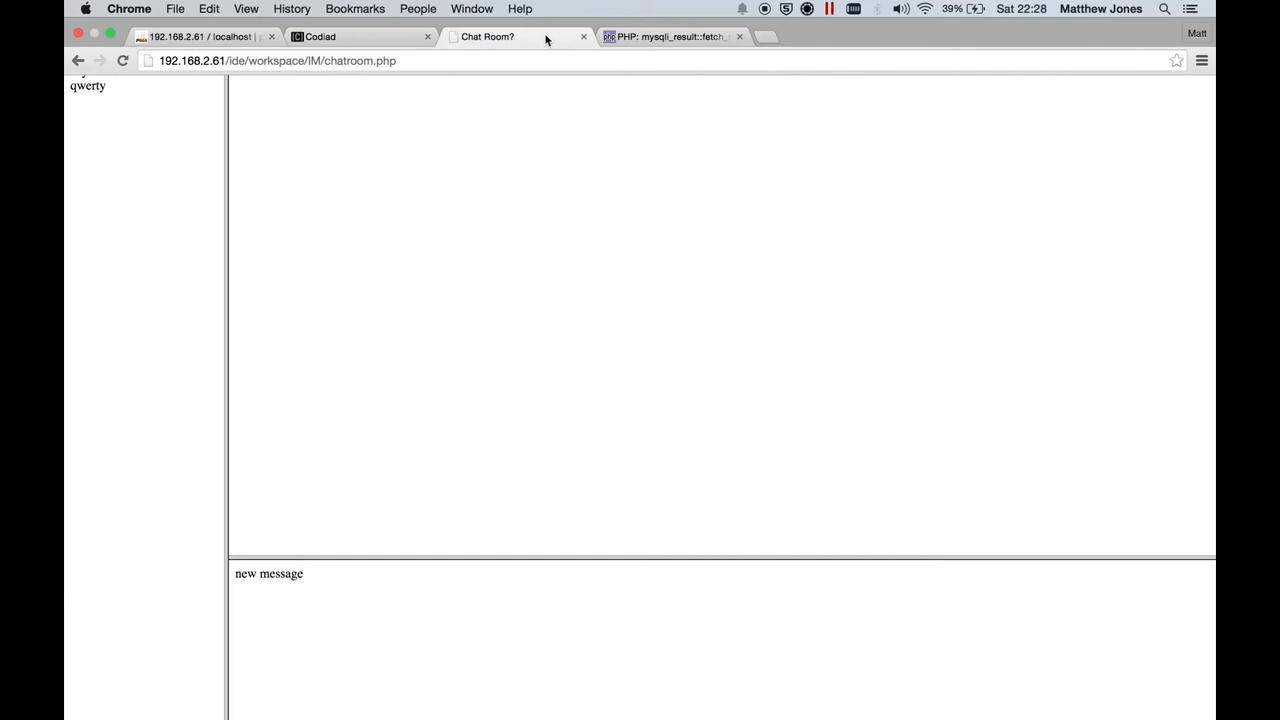 Chrome File Edit View History Bookmarks People Window Help 39% Sat 22:28 Matthew Jones
192.168.2.61 / localhost | Codiad Chat Room? PHP: mysqli_result::fetch_ Matt
192.168.2.61/ide/workspace/IM/chatroom.php
qwerty
new message